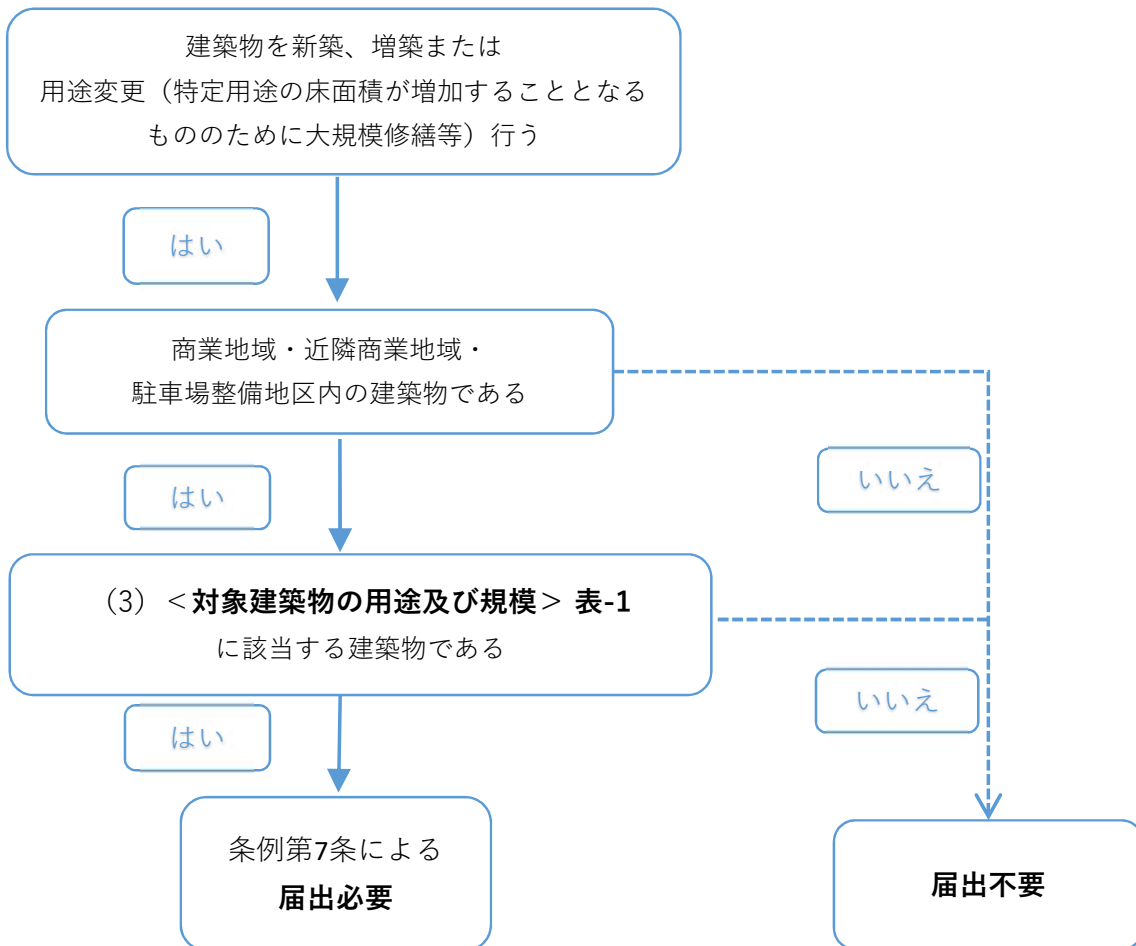 建築物を新築、増築または
用途変更（特定用途の床面積が増加することとなる
もののために大規模修繕等）行う
はい
商業地域・近隣商業地域・
駐車場整備地区内の建築物である
はい
いいえ
（3）＜対象建築物の用途及び規模＞ 表-1
に該当する建築物である
はい
いいえ
条例第7条による
届出必要
届出不要